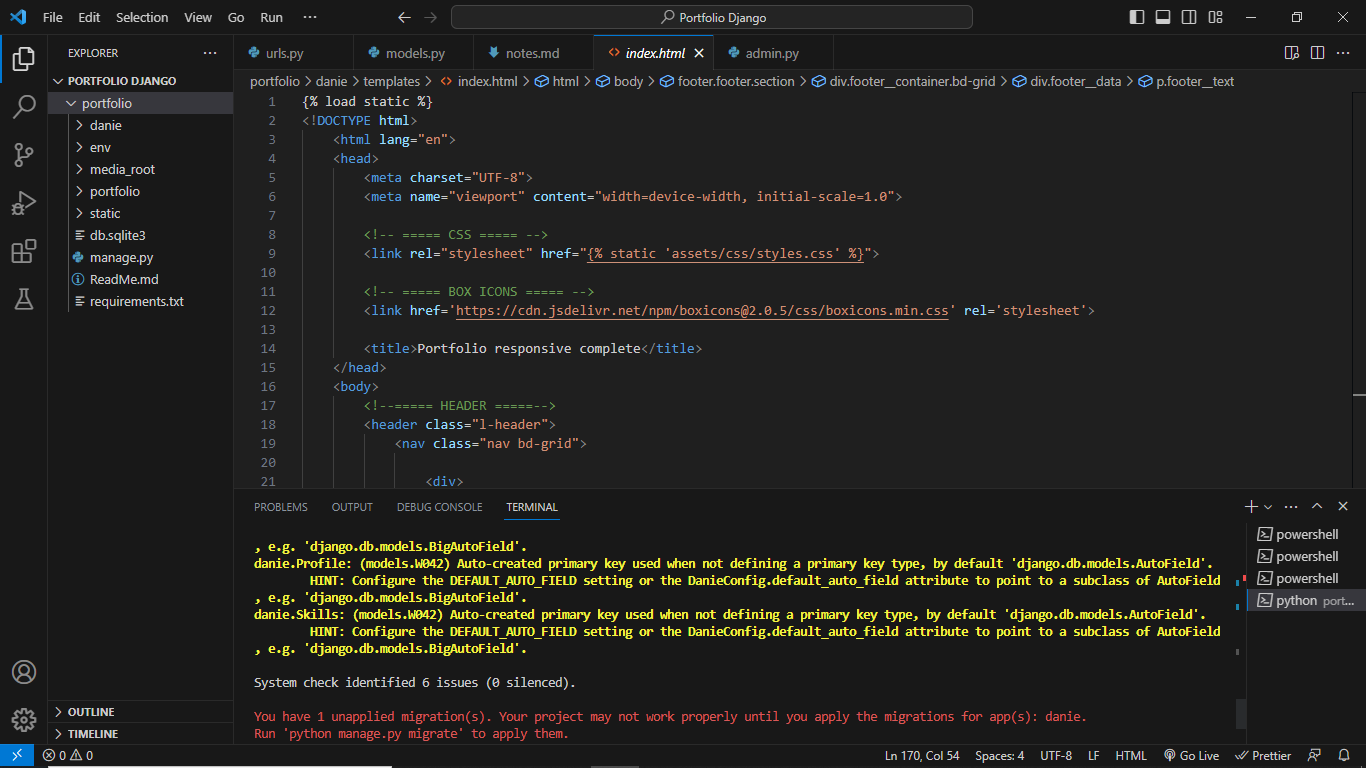 File Edit Selection View Go Run ··· Portfolio Django
EXPLORER ···
PORTFOLIO DJANGO
portfolio
danie
env
media_root
portfolio
static
db.sqlite3
manage.py
ReadMe.md
requirements.txt
OUTLINE
TIMELINE
urls.py models.py notes.md index.html admin.py
portfolio > danie > templates > index.html > html > body > footer.footer.section > div.footer__container.bd-grid > div.footer__data > p.footer__text
1 {% load static %}
2 <!DOCTYPE html>
3 <html lang="en">
4 <head>
5 <meta charset="UTF-8">
6 <meta name="viewport" content="width=device-width, initial-scale=1.0">
7
8 <!-- ===== CSS ===== -->
9 <link rel="stylesheet" href="{% static 'assets/css/styles.css' %}">
10
11 <!-- ===== BOX ICONS ===== -->
12 <link href='https://cdn.jsdelivr.net/npm/boxicons@2.0.5/css/boxicons.min.css' rel='stylesheet'>
13
14 <title>Portfolio responsive complete</title>
15 </head>
16 <body>
17 <!--===== HEADER =====-->
18 <header class="l-header">
19 <nav class="nav bd-grid">
20
21 <div>
PROBLEMS OUTPUT DEBUG CONSOLE TERMINAL
, e.g. 'django.db.models.BigAutoField'.
danie.Profile: (models.W042) Auto-created primary key used when not defining a primary key type, by default 'django.db.models.AutoField'.
HINT: Configure the DEFAULT_AUTO_FIELD setting or the DanieConfig.default_auto_field attribute to point to a subclass of AutoField
, e.g. 'django.db.models.BigAutoField'.
danie.Skills: (models.W042) Auto-created primary key used when not defining a primary key type, by default 'django.db.models.AutoField'.
HINT: Configure the DEFAULT_AUTO_FIELD setting or the DanieConfig.default_auto_field attribute to point to a subclass of AutoField
, e.g. 'django.db.models.BigAutoField'.
System check identified 6 issues (0 silenced).
You have 1 unapplied migration(s). Your project may not work properly until you apply the migrations for app(s): danie.
Run 'python manage.py migrate' to apply them.
powershell
powershell
powershell
python port...
0 0 Ln 170, Col 54 Spaces: 4 UTF-8 LF HTML Go Live Prettier